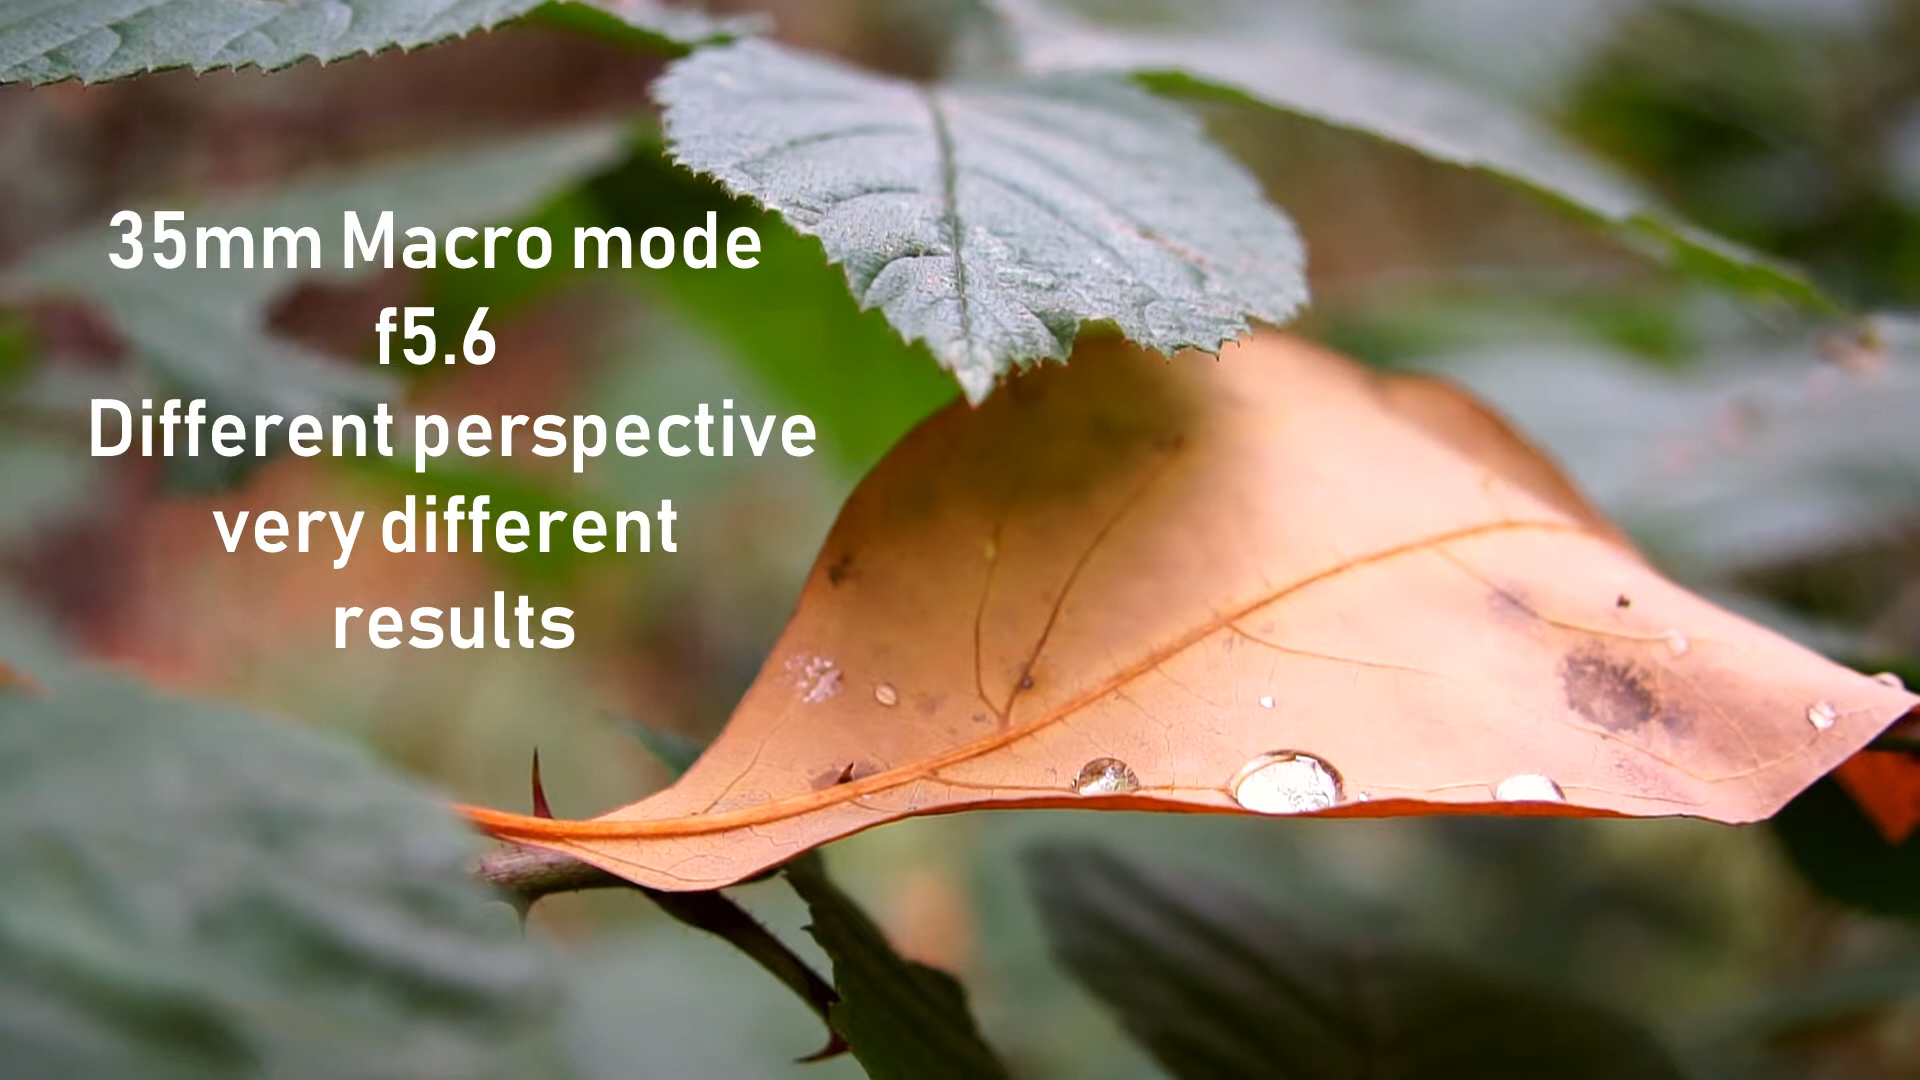 35mm Macro mode
f5.6
Different perspective
very different
results